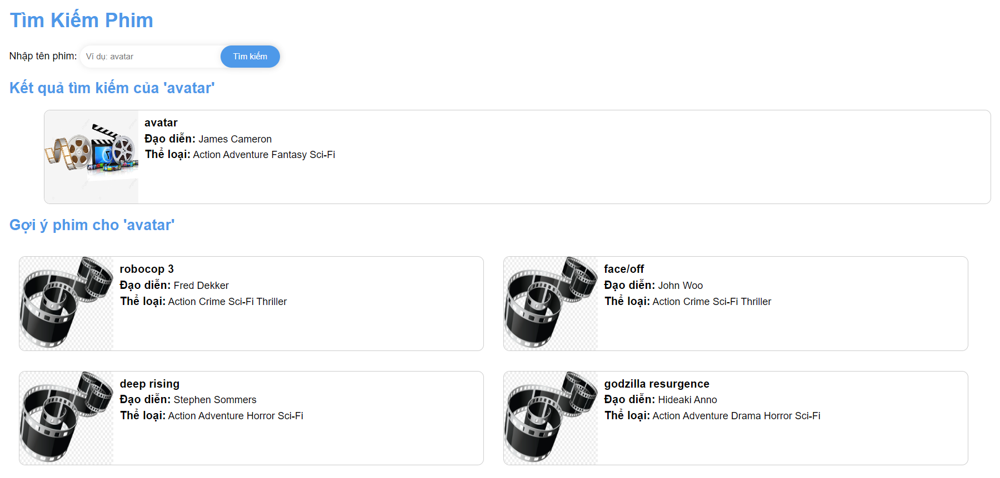 Tìm Kiếm Phim
Nhập tên phim: Ví dụ: avatar Tìm kiếm
Kết quả tìm kiếm của 'avatar'
avatar
Đạo diễn: James Cameron
Thể loại: Action Adventure Fantasy Sci-Fi
Gợi ý phim cho 'avatar'
robocop 3
Đạo diễn: Fred Dekker
Thể loại: Action Crime Sci-Fi Thriller
face/off
Đạo diễn: John Woo
Thể loại: Action Crime Sci-Fi Thriller
deep rising
Đạo diễn: Stephen Sommers
Thể loại: Action Adventure Horror Sci-Fi
godzilla resurgence
Đạo diễn: Hideaki Anno
Thể loại: Action Adventure Drama Horror Sci-Fi